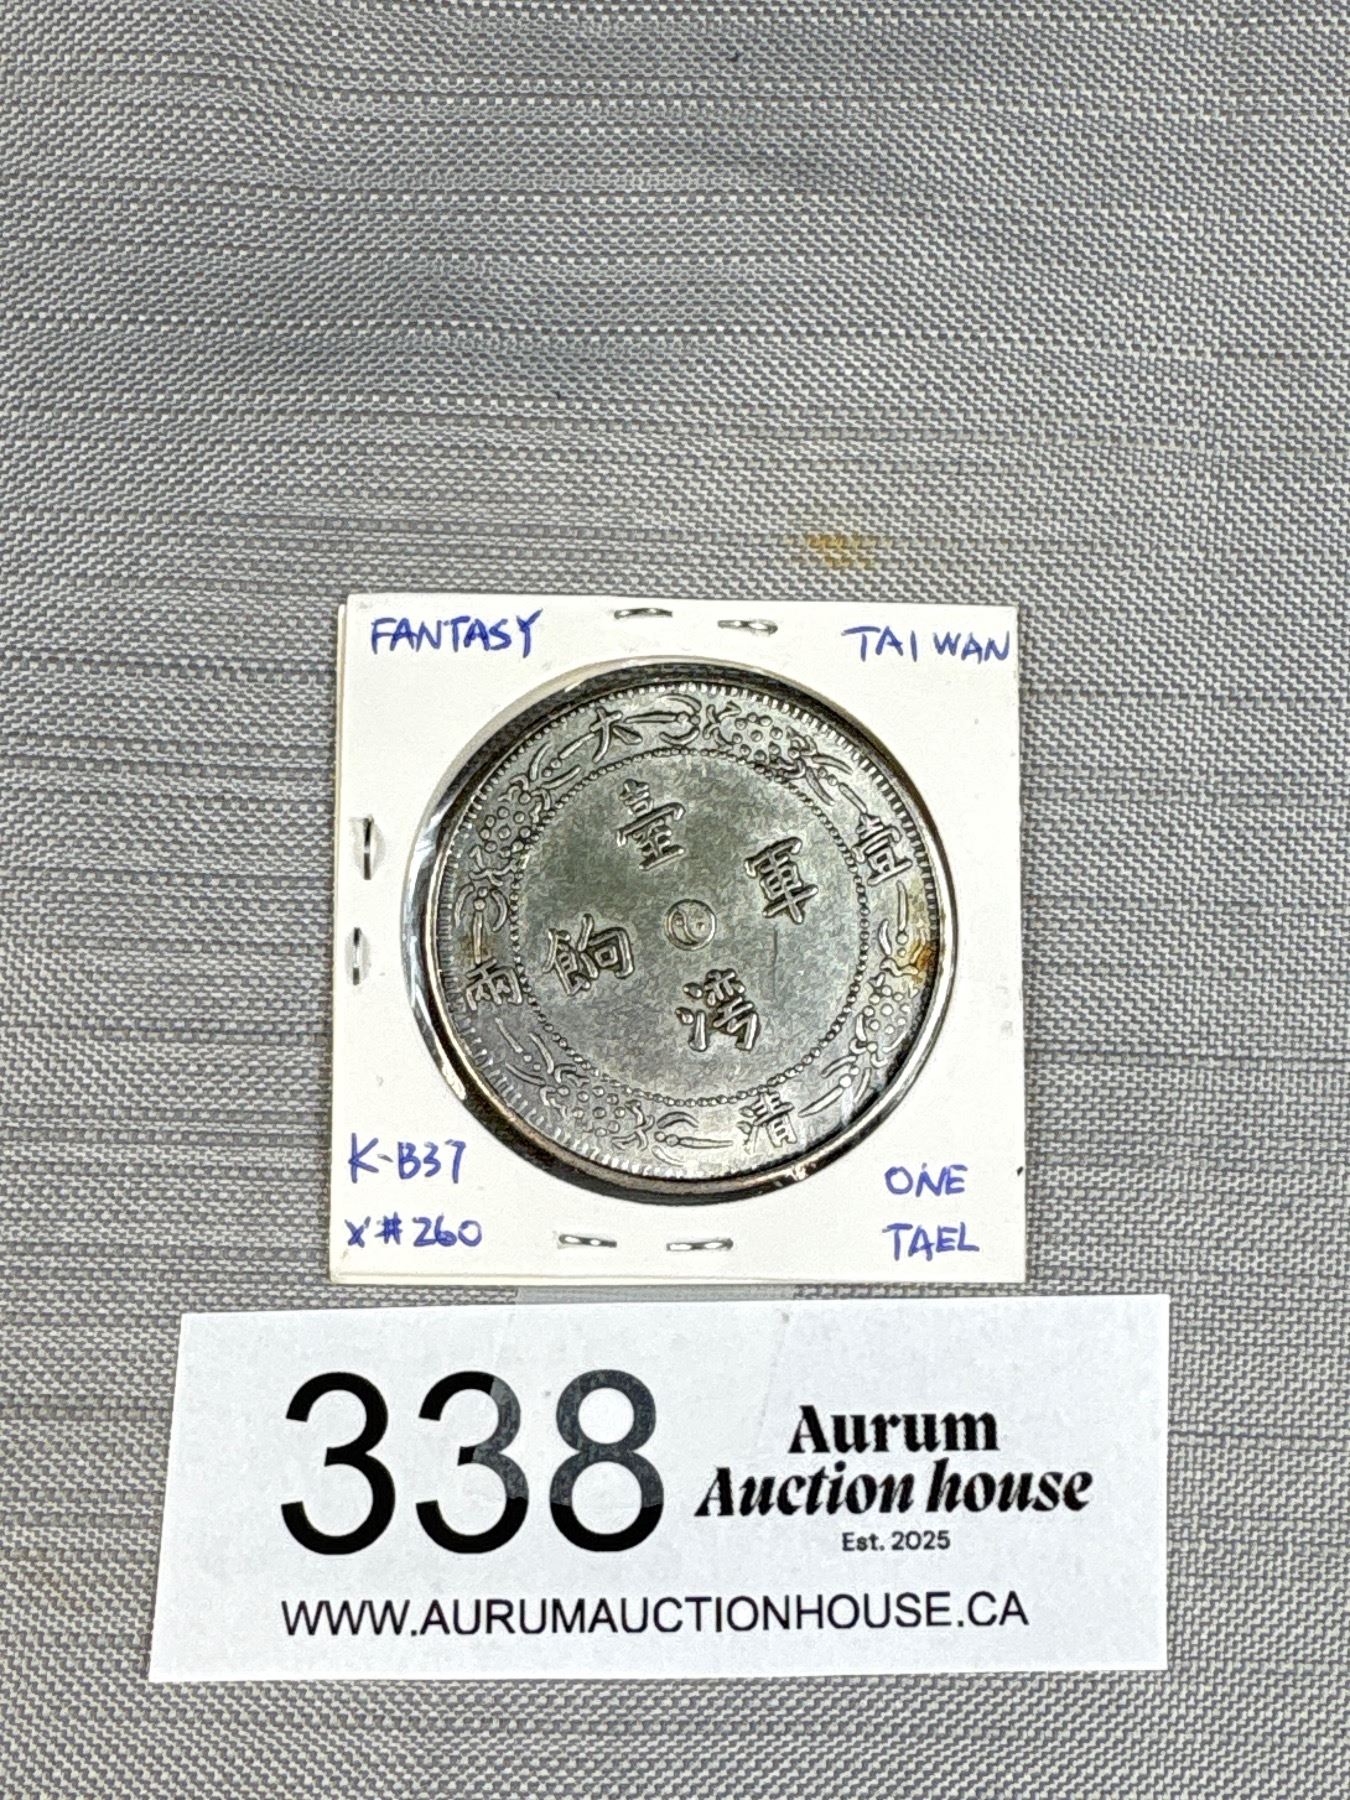 FANTASY
TAIWAN
大
臺
軍 壹
餉
兩
湾
清
K-B37
X#260
ONE
TAEL
338
Aurum
Auction house
Est. 2025
WWW.AURUMAUCTIONHOUSE.CA